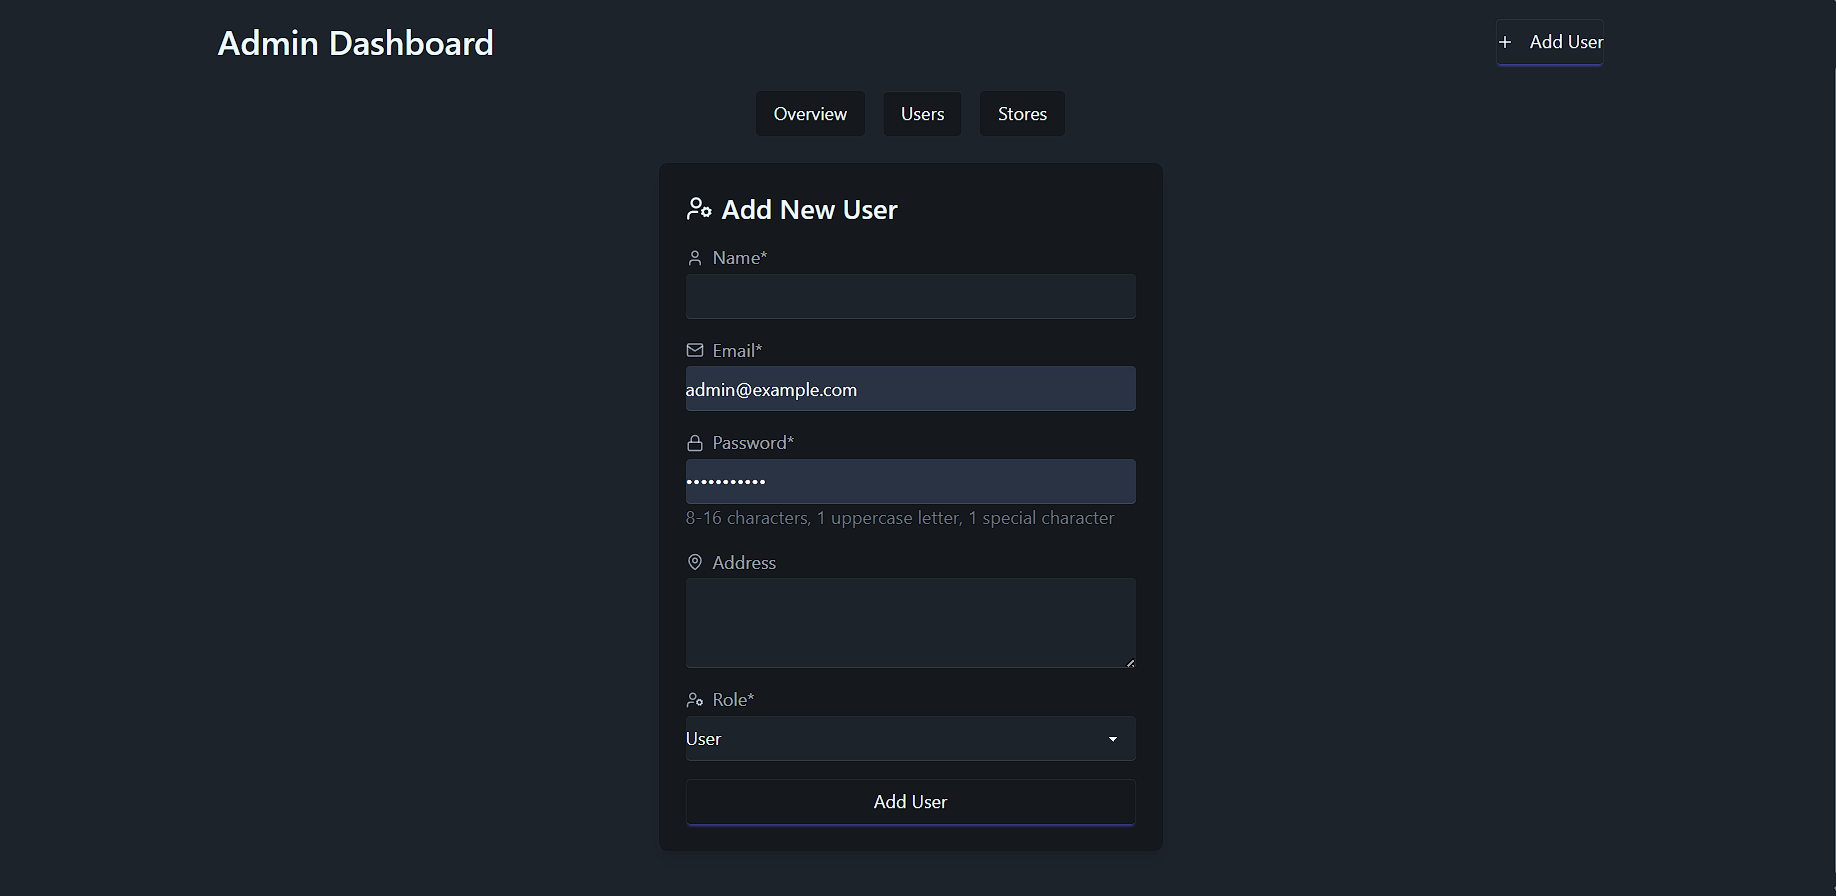 Admin Dashboard
+ Add User
Overview Users Stores
Add New User
Name*
Email*
admin@example.com
Password*
•••••••••••
8-16 characters, 1 uppercase letter, 1 special character
Address
Role*
User
Add User